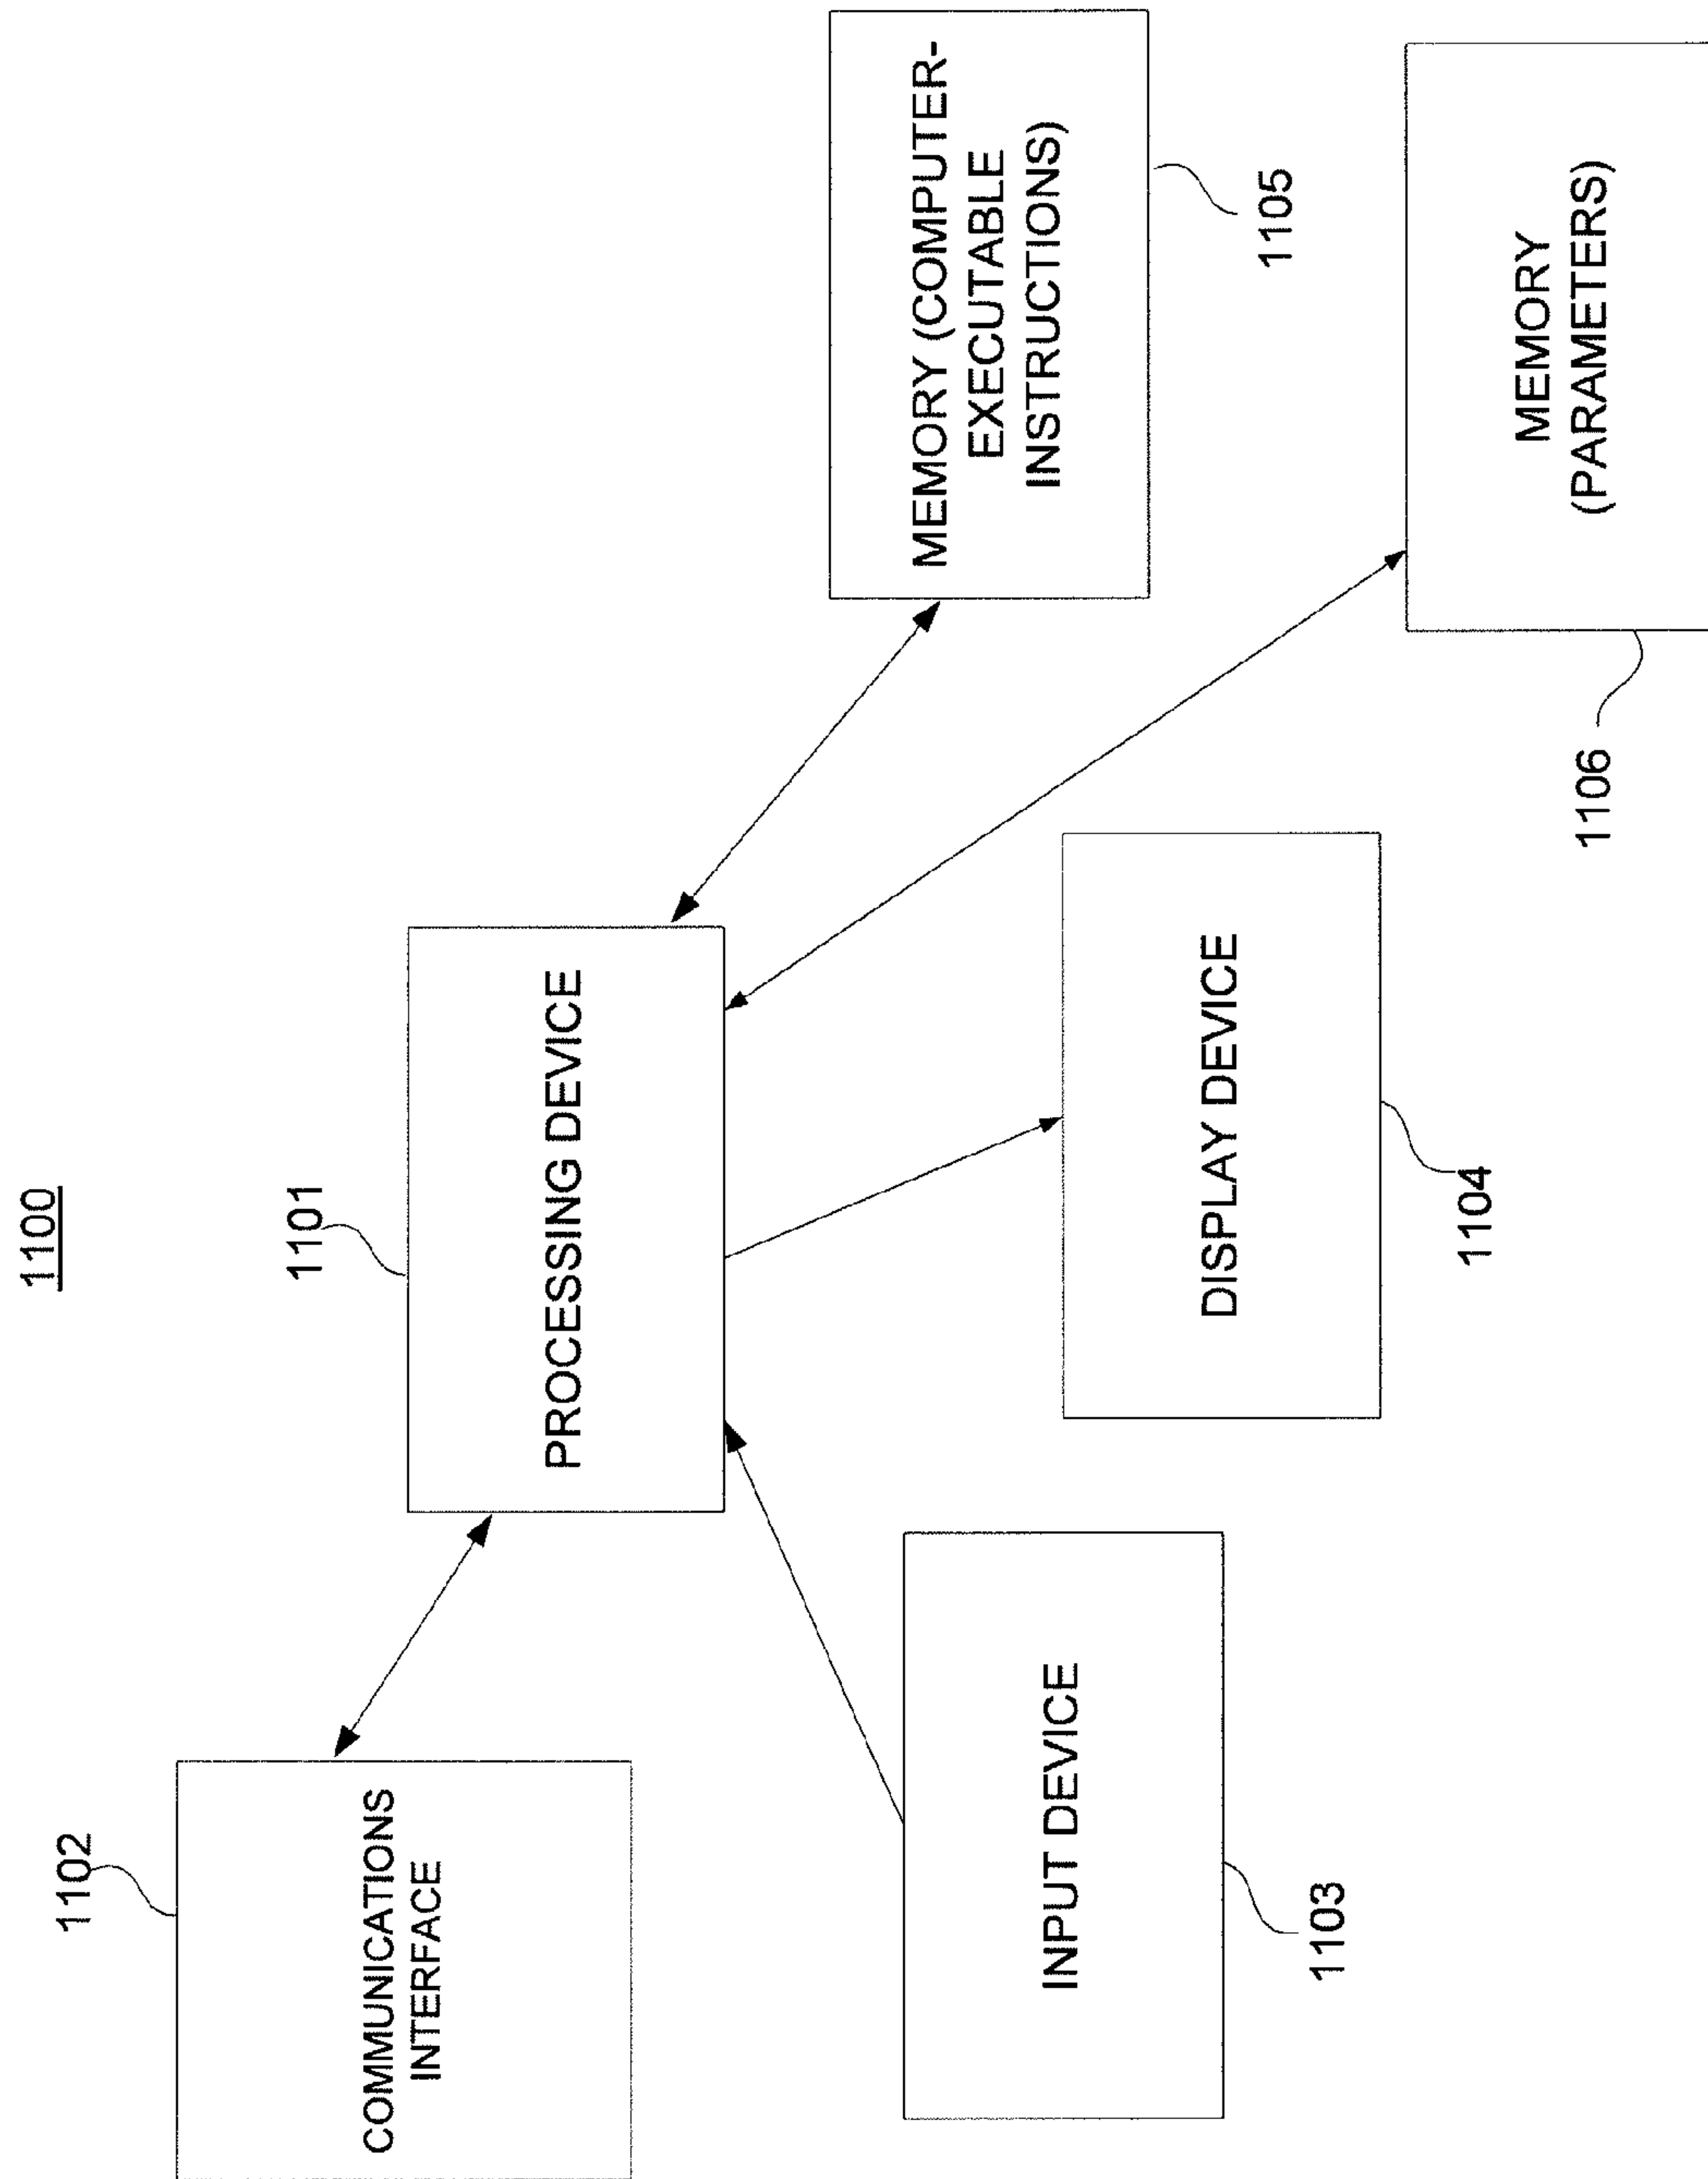 1100
1102
COMMUNICATIONS
INTERFACE
1101
PROCESSING DEVICE
INPUT DEVICE
1103
DISPLAY DEVICE
1104
MEMORY (COMPUTER-
EXECUTABLE
INSTRUCTIONS)
1105
MEMORY
(PARAMETERS)
1106